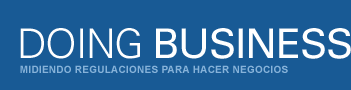 DOING BUSINESS
MIDIENDO REGULACIONES PARA HACER NEGOCIOS